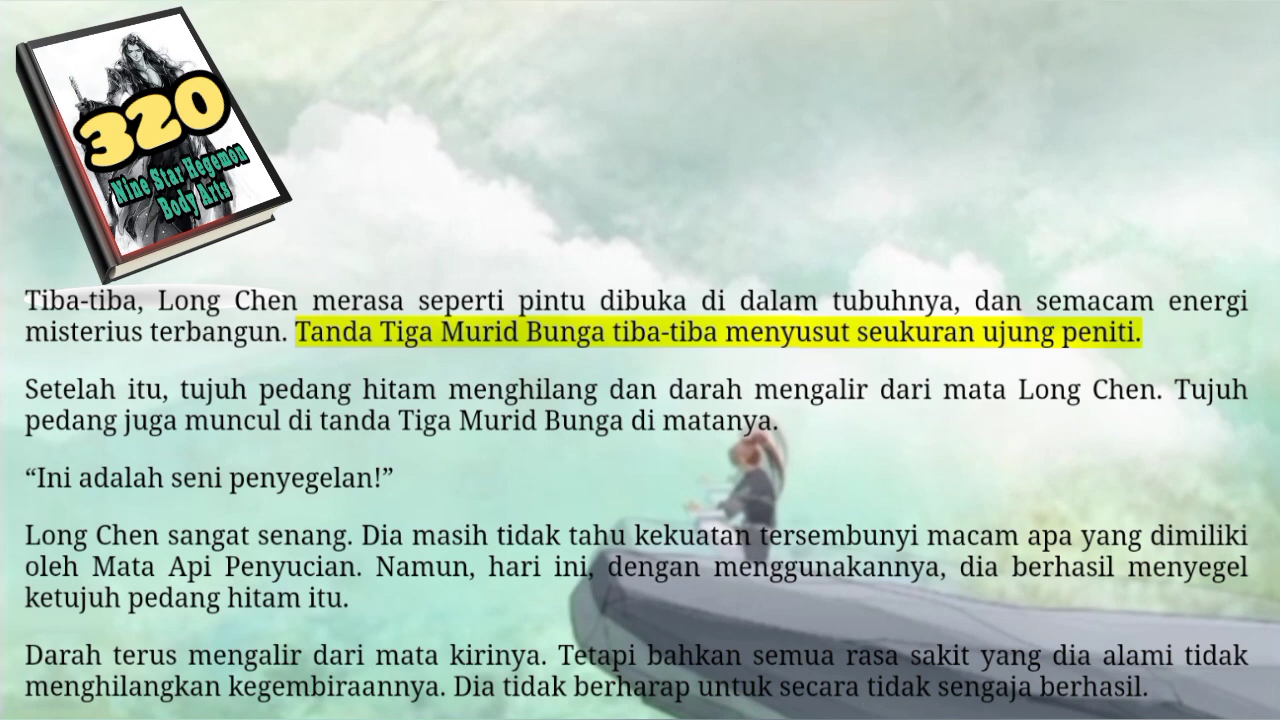 320
Nine Star Hegemon
Body Arts
Tiba-tiba, Long Chen merasa seperti pintu dibuka di dalam tubuhnya, dan semacam energi
misterius terbangun. Tanda Tiga Murid Bunga tiba-tiba menyusut seukuran ujung peniti.
Setelah itu, tujuh pedang hitam menghilang dan darah mengalir dari mata Long Chen. Tujuh
pedang juga muncul di tanda Tiga Murid Bunga di matanya.
“Ini adalah seni penyegelan!”
Long Chen sangat senang. Dia masih tidak tahu kekuatan tersembunyi macam apa yang dimiliki
oleh Mata Api Penyucian. Namun, hari ini, dengan menggunakannya, dia berhasil menyegel
ketujuh pedang hitam itu.
Darah terus mengalir dari mata kirinya. Tetapi bahkan semua rasa sakit yang dia alami tidak
menghilangkan kegembiraannya. Dia tidak berharap untuk secara tidak sengaja berhasil.